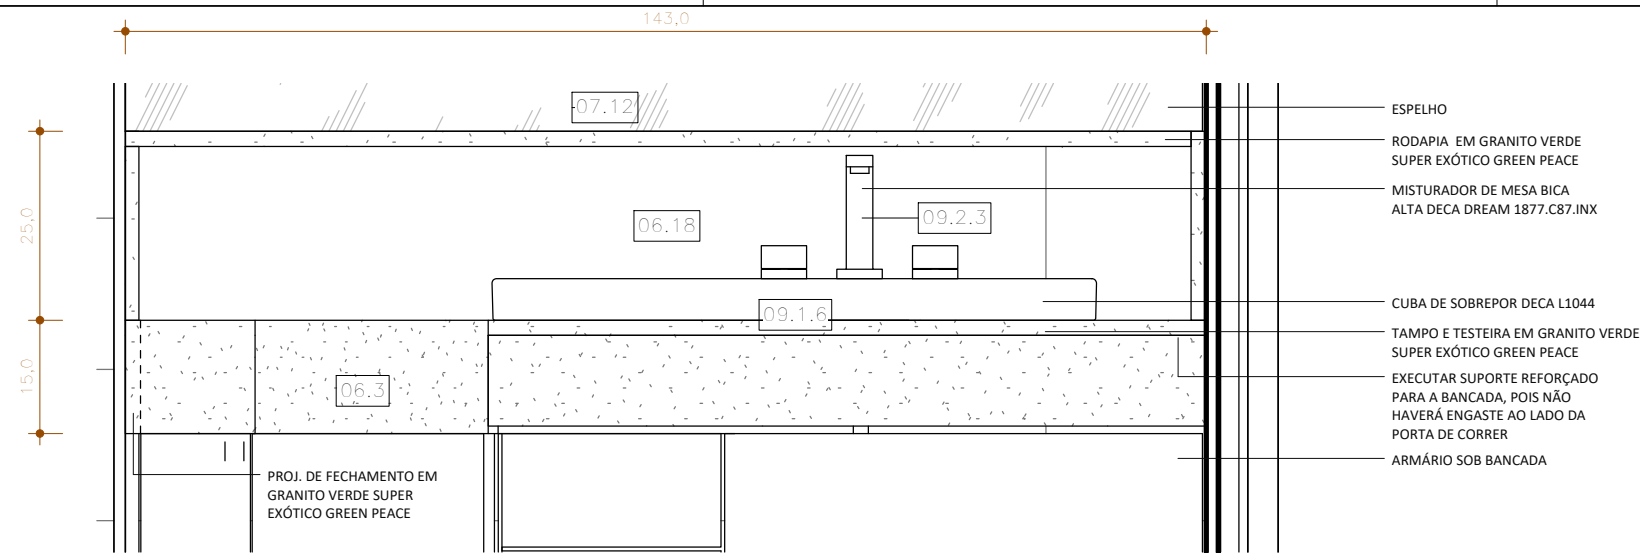 143,0
07.12
ESPELHO
RODAPIA EM GRANITO VERDE
SUPER EXÓTICO GREEN PEACE
MISTURADOR DE MESA BICA
ALTA DECA DREAM 1877.C87.INX
25,0
06.18
09.2.3
09.1.6
CUBA DE SOBREPOR DECA L1044
TAMPO E TESTEIRA EM GRANITO VERDE
SUPER EXÓTICO GREEN PEACE
15,0
06.3
EXECUTAR SUPORTE REFORÇADO
PARA A BANCADA, POIS NÃO
HAVERÁ ENGASTE AO LADO DA
PORTA DE CORRER
ARMÁRIO SOB BANCADA
PROJ. DE FECHAMENTO EM
GRANITO VERDE SUPER
EXÓTICO GREEN PEACE